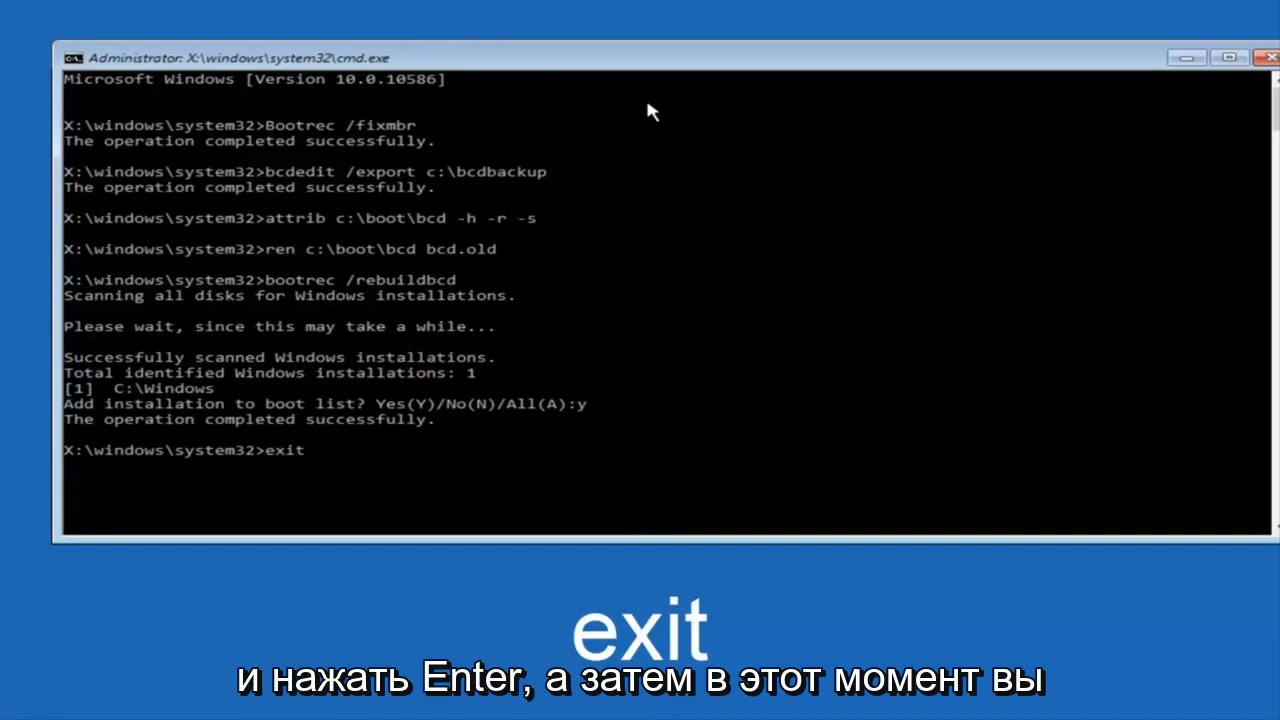 Administrator: X:\windows\system32\cmd.exe
Microsoft Windows [Version 10.0.10586]
X:\windows\system32>Bootrec /fixmbr
The operation completed successfully.
X:\windows\system32>bcdedit /export c:\bcdbackup
The operation completed successfully.
X:\windows\system32>attrib c:\boot\bcd -h -r -s
X:\windows\system32>ren c:\boot\bcd bcd.old
X:\windows\system32>bootrec /rebuildbcd
Scanning all disks for Windows installations.
Please wait, since this may take a while...
Successfully scanned Windows installations.
Total identified Windows installations: 1
[1]  C:\Windows
Add installation to boot list? Yes(Y)/No(N)/All(A):y
The operation completed successfully.
X:\windows\system32>exit
exit
и нажать Enter, а затем в этот момент вы